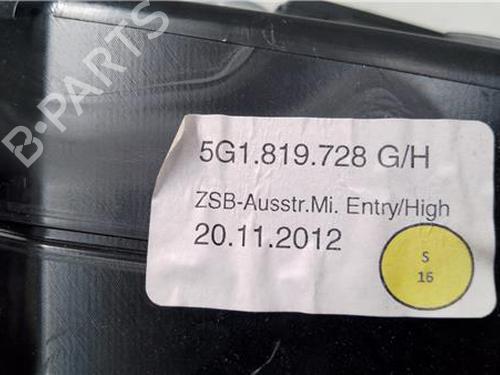 B-PARTS
5G1.819.728 G/H
ZSB-Ausstr.Mi. Entry/High
20.11.2012
S
16